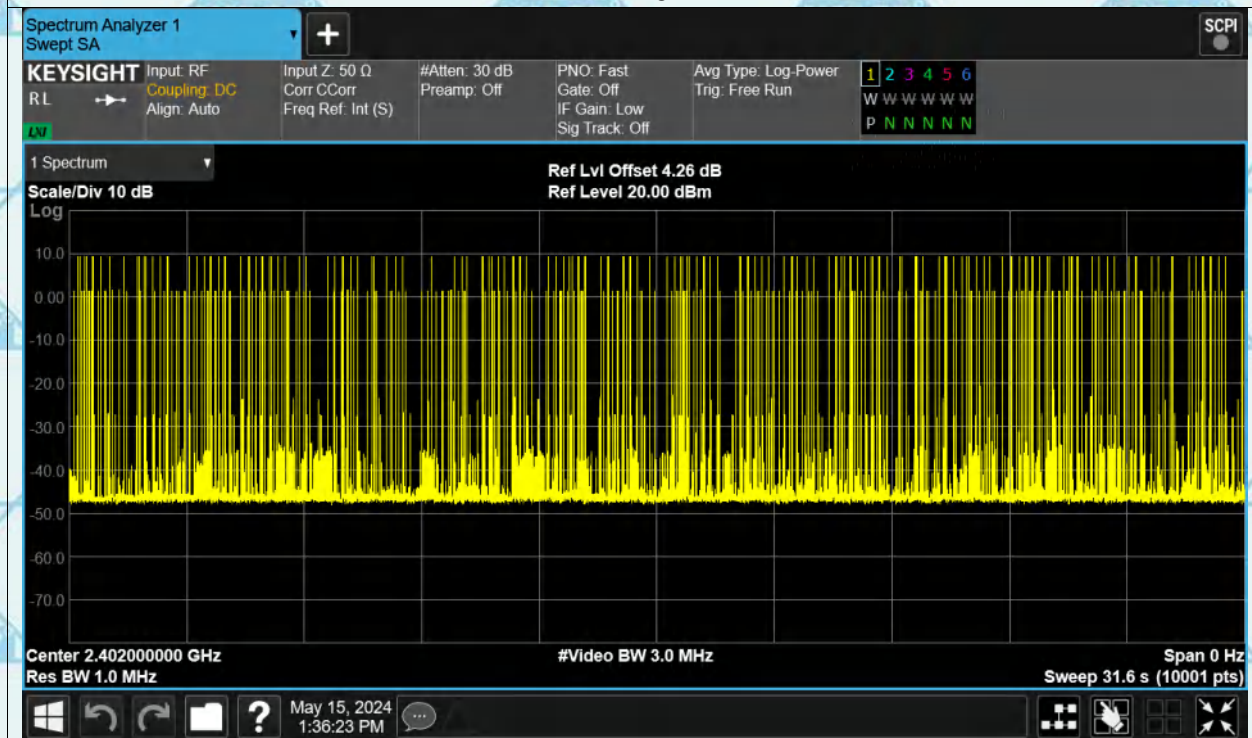 Spectrum Analyzer 1
Swept SA
+
SCPI
KEYSIGHT
RL
LXI
Input: RF
Coupling: DC
Align: Auto
Input Z: 50 Ω
Corr CCorr
Freq Ref: Int (S)
#Atten: 30 dB
Preamp: Off
PNO: Fast
Gate: Off
IF Gain: Low
Sig Track: Off
Avg Type: Log-Power
Trig: Free Run
1 2 3 4 5 6
W W W W W W
P N N N N N
1 Spectrum
Scale/Div 10 dB
Log
Ref Lvl Offset 4.26 dB
Ref Level 20.00 dBm
10.0
0.00
-10.0
-20.0
-30.0
-40.0
-50.0
-60.0
-70.0
Center 2.402000000 GHz
Res BW 1.0 MHz
#Video BW 3.0 MHz
Span 0 Hz
Sweep 31.6 s (10001 pts)
?
May 15, 2024
1:36:23 PM